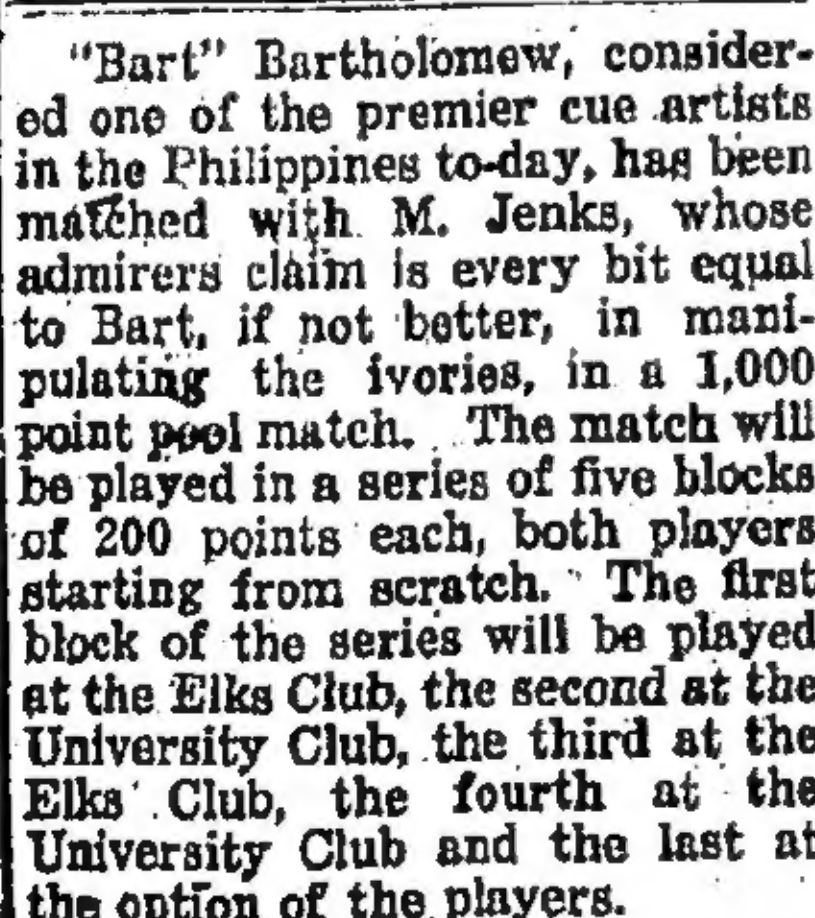 "Bart" Bartholomew, consider-
ed one of the premier cue artists
in the Philippines to-day, has been
matched with M. Jenks, whose
admirers claim is every bit equal
to Bart, if not better, in mani-
pulating the ivories, in a 1,000
point pool match. The match will
be played in a series of five blocks
of 200 points each, both players
starting from scratch. The first
block of the series will be played
at the Elks Club, the second at the
University Club, the third at the
Elks Club, the fourth at the
University Club and the last at
the option of the players.